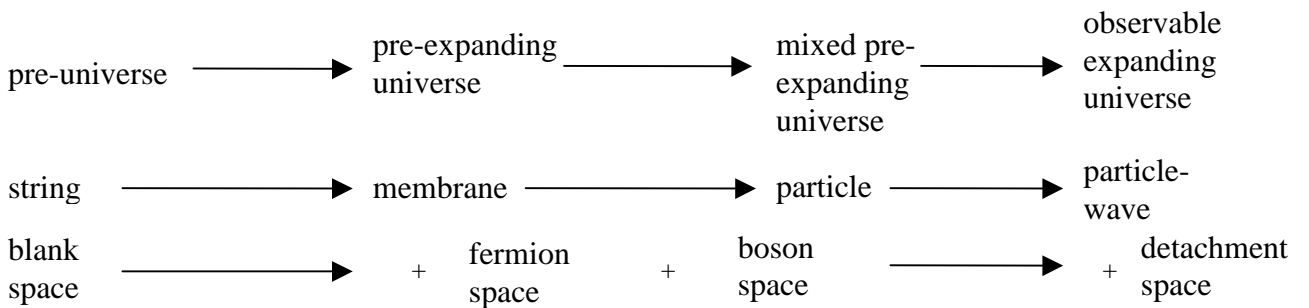 pre-universe
pre-expanding
universe
mixed pre-
expanding
universe
observable
expanding
universe
string
membrane
particle
particle-
wave
blank
space
+
fermion
space
+
boson
space
+
detachment
space